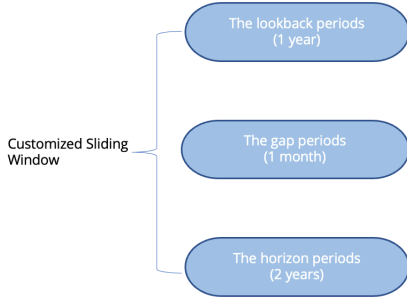 The lookback periods
(1 year)
Customized Sliding
Window
The gap periods
(1 month)
The horizon periods
(2 years)